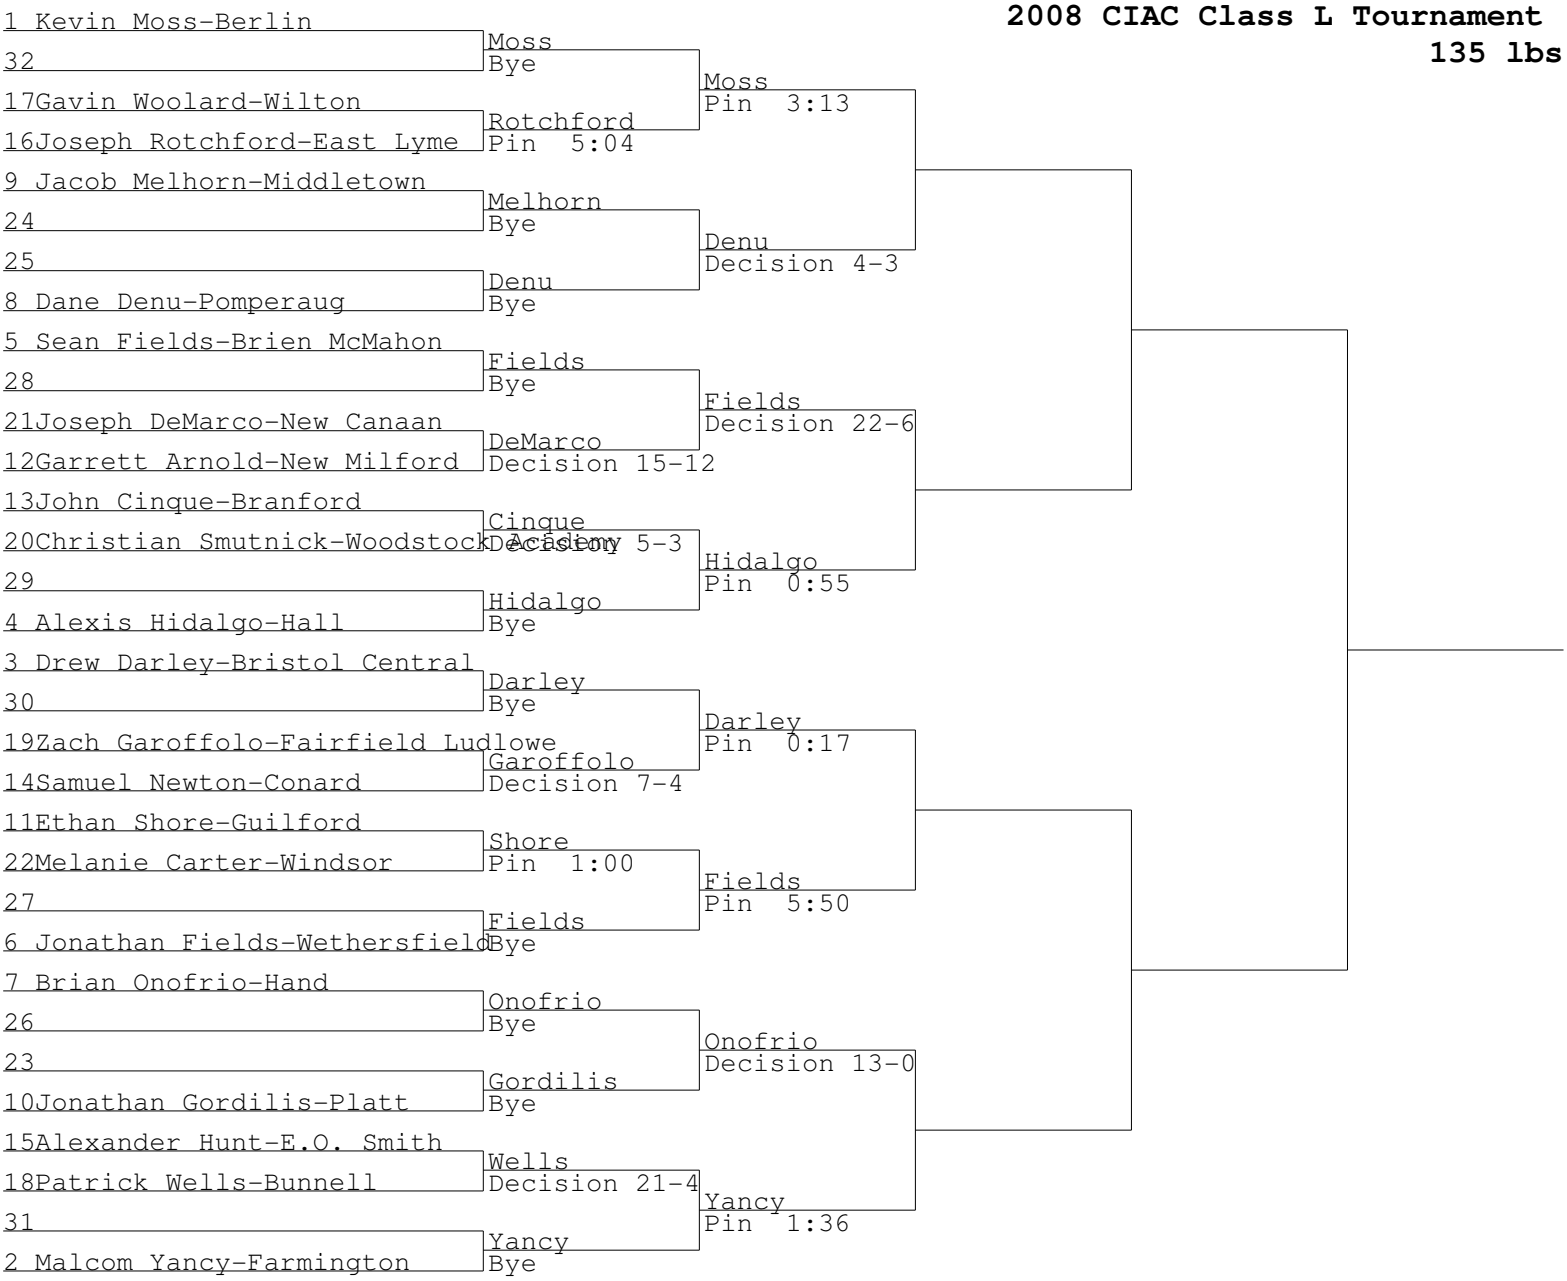 2008 CIAC Class L Tournament
135 lbs
1 Kevin Moss-Berlin
32
17Gavin Woolard-Wilton
16Joseph Rotchford-East Lyme
9 Jacob Melhorn-Middletown
24
25
8 Dane Denu-Pomperaug
5 Sean Fields-Brien McMahon
28
21Joseph DeMarco-New Canaan
12Garrett Arnold-New Milford
13John Cinque-Branford
20Christian Smutnick-Woodstock Academy
29
4 Alexis Hidalgo-Hall
3 Drew Darley-Bristol Central
30
19Zach Garoffolo-Fairfield Ludlowe
14Samuel Newton-Conard
11Ethan Shore-Guilford
22Melanie Carter-Windsor
27
6 Jonathan Fields-Wethersfield
7 Brian Onofrio-Hand
26
23
10Jonathan Gordilis-Platt
15Alexander Hunt-E.O. Smith
18Patrick Wells-Bunnell
31
2 Malcom Yancy-Farmington
Moss
Bye
Rotchford
Pin 5:04
Melhorn
Bye
Denu
Bye
Fields
Bye
DeMarco
Decision 15-12
Cinque
Decision 5-3
Hidalgo
Bye
Darley
Bye
Garoffolo
Decision 7-4
Shore
Pin 1:00
Fields
Bye
Onofrio
Bye
Gordilis
Bye
Wells
Decision 21-4
Yancy
Bye
Moss
Pin 3:13
Denu
Decision 4-3
Fields
Decision 22-6
Hidalgo
Pin 0:55
Darley
Pin 0:17
Fields
Pin 5:50
Onofrio
Decision 13-0
Yancy
Pin 1:36